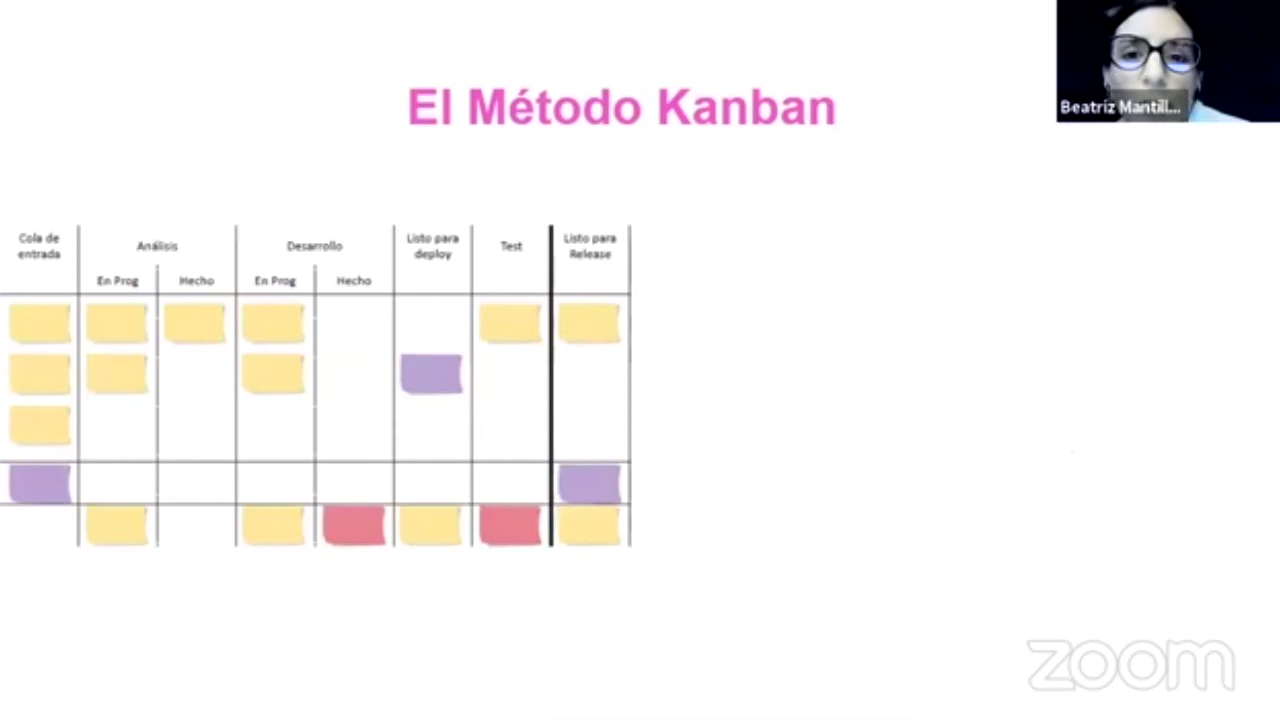 El Método Kanban
Beatriz Mantill...
Cola de
entrada
Análisis
Desarrollo
Listo para
deploy
Test
Listo para
Release
En Prog
Hecho
En Prog
Hecho
zoom